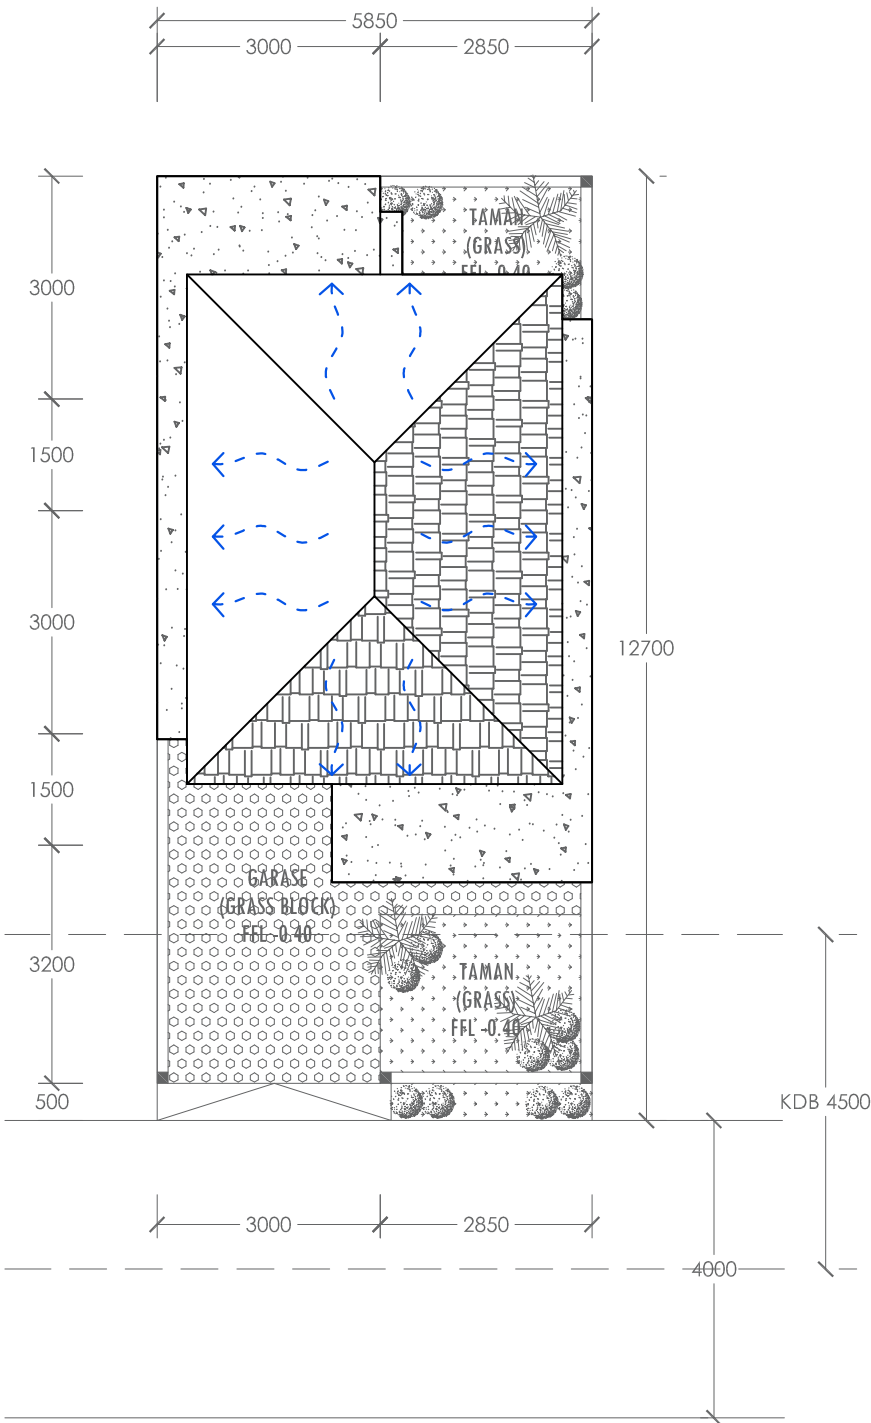 5850
3000
2850
TAMAN
(GRASS)
FFL -0.40
3000
1500
3000
12700
1500
GARASE
(GRASS BLOCK)
FFL -0.40
3200
TAMAN
(GRASS)
FFL -0.40
500
KDB 4500
3000
2850
4000